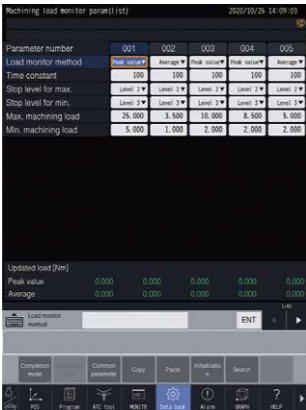 Machining load monitor param(list) 2020/10/26 14:09:03
Parameter number 001 002 003 004 005
Load monitor method Peak value▼ Average▼ Peak value▼ Peak value▼ Average▼
Time constant 100 100 100 100 100
Stop level for max. Level 2▼ Level 2▼ Level 2▼ Level 2▼ Level 2▼
Stop level for min. Level 3▼ Level 3▼ Level 3▼ Level 3▼ Level 3▼
Max. machining load 25.000 3.500 10.000 8.500 5.000
Min. machining load 5.000 1.000 2.000 2.000 2.000
Updated load [Nm]
Peak value 0.000 0.000 0.000 0.000 0.000
Average 0.000 0.000 0.000 0.000 0.000
Load monitor
method
ENT
Completion
mode
Common
parameter
Copy
Paste
Initializatio
n
Search
POS Program ATC tool MONITR Data bank Alarm GRAPH HELP